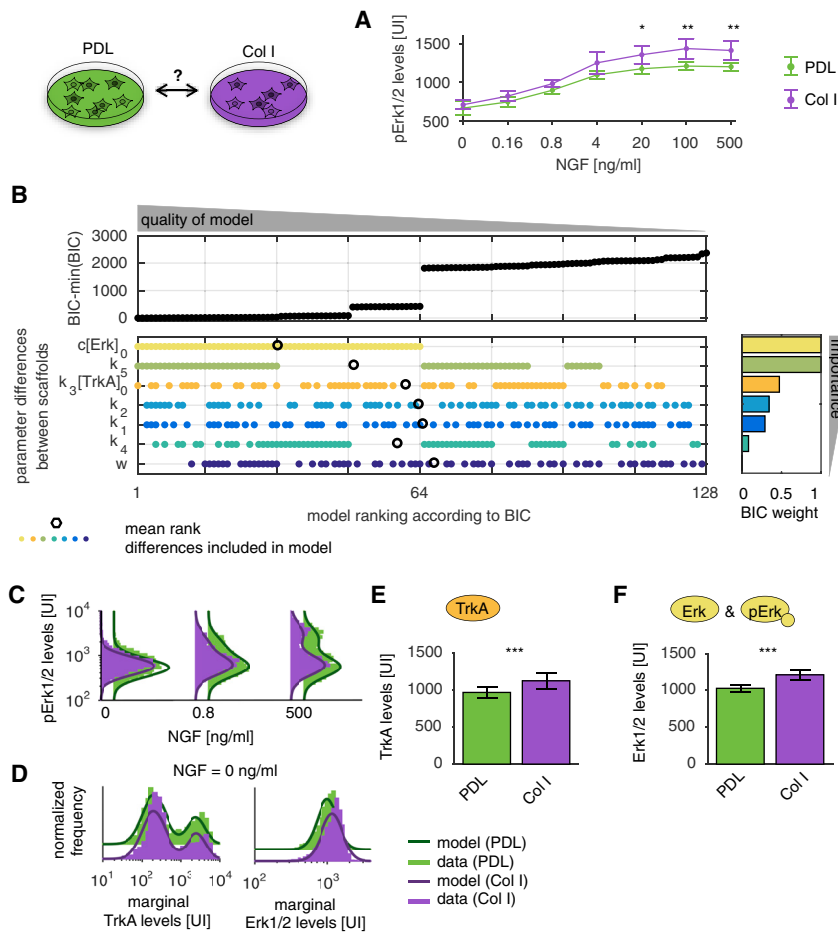 A
PDL
Col I
?
pErk1/2 levels [UI]
1500
1000
500
* ** **
0 0.16 0.8 4 20 100 500
NGF [ng/ml]
PDL
Col I
B
quality of model
BIC-min(BIC)
3000
2000
1000
0
parameter differences
between scaffolds
c[Erk]0
k5
k3[TrkA]0
k2
k1
k4
w
1 64 128
model ranking according to BIC
importance
0 0.5 1
BIC weight
mean rank
differences included in model
C
pErk1/2 levels [UI]
10^4
10^3
10^2
0 0.8 500
NGF [ng/ml]
D
NGF = 0 ng/ml
normalized
frequency
10^1 10^2 10^3 10^4
marginal
TrkA levels [UI]
10^2 10^3
marginal
Erk1/2 levels [UI]
E
TrkA
TrkA levels [UI]
1500
1000
500
0
***
PDL
Col I
F
Erk & pErk
Erk1/2 levels [UI]
1500
1000
500
0
***
PDL
Col I
model (PDL)
data (PDL)
model (Col I)
data (Col I)